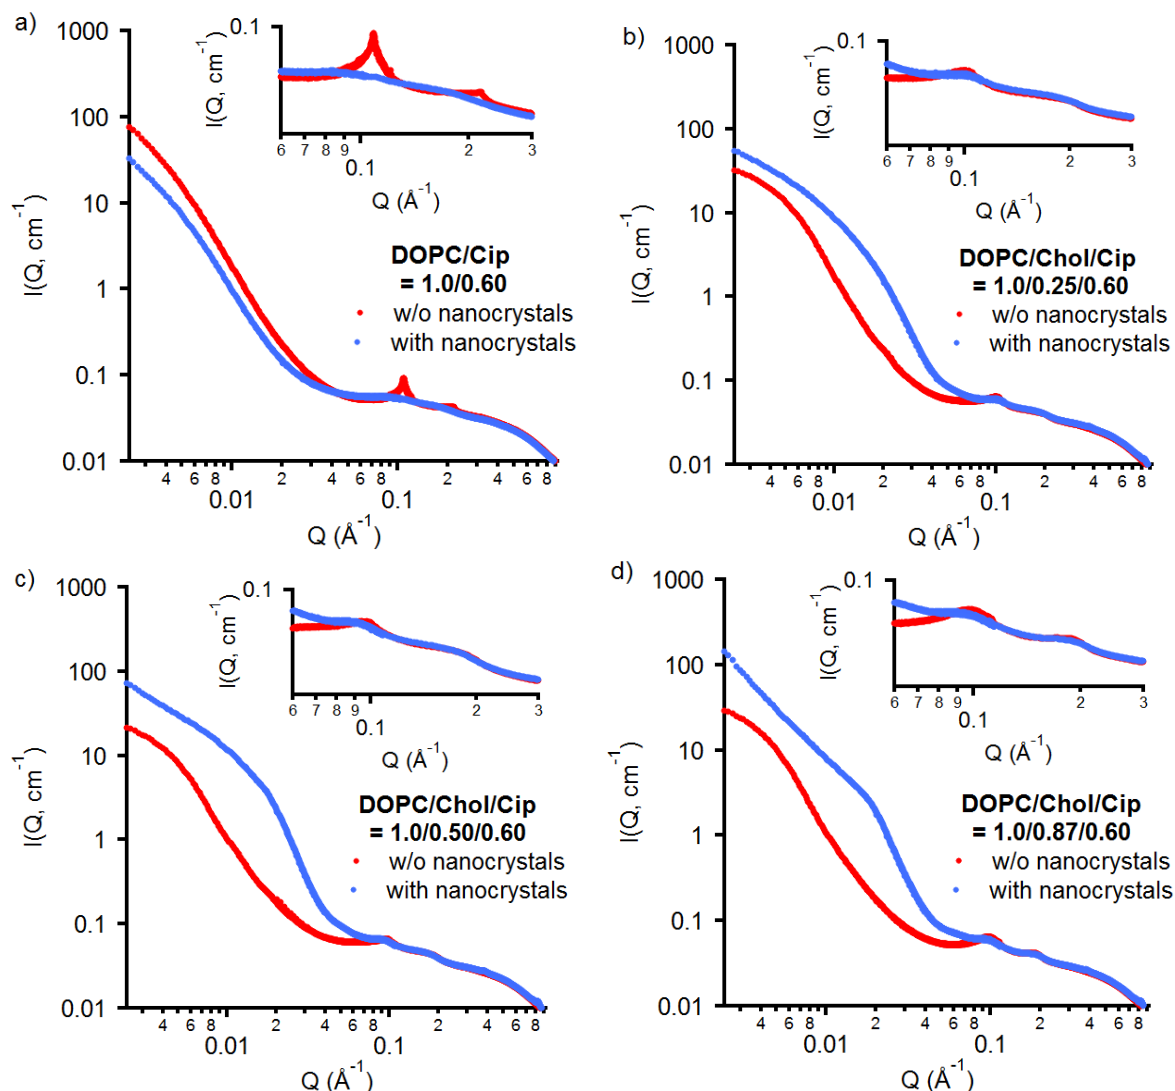 a)
1000
100
10
1
0.1
0.01
I(Q, cm⁻¹)
4 6 8 2 4 6 8 2 4 6 8
0.01 0.1
Q (Å⁻¹)
0.1
I(Q, cm⁻¹)
6 7 8 9 2 3
0.1
Q (Å⁻¹)
DOPC/Cip
= 1.0/0.60
w/o nanocrystals
with nanocrystals
b)
1000
100
10
1
0.1
0.01
I(Q, cm⁻¹)
4 6 8 2 4 6 8 2 4 6 8
0.01 0.1
Q (Å⁻¹)
0.1
I(Q, cm⁻¹)
6 7 8 9 2 3
0.1
Q (Å⁻¹)
DOPC/Chol/Cip
= 1.0/0.25/0.60
w/o nanocrystals
with nanocrystals
c)
1000
100
10
1
0.1
0.01
I(Q, cm⁻¹)
4 6 8 2 4 6 8 2 4 6 8
0.01 0.1
Q (Å⁻¹)
0.1
I(Q, cm⁻¹)
6 7 8 9 2 3
0.1
Q (Å⁻¹)
DOPC/Chol/Cip
= 1.0/0.50/0.60
w/o nanocrystals
with nanocrystals
d)
1000
100
10
1
0.1
0.01
I(Q, cm⁻¹)
4 6 8 2 4 6 8 2 4 6 8
0.01 0.1
Q (Å⁻¹)
0.1
I(Q, cm⁻¹)
6 7 8 9 2 3
0.1
Q (Å⁻¹)
DOPC/Chol/Cip
= 1.0/0.87/0.60
w/o nanocrystals
with nanocrystals